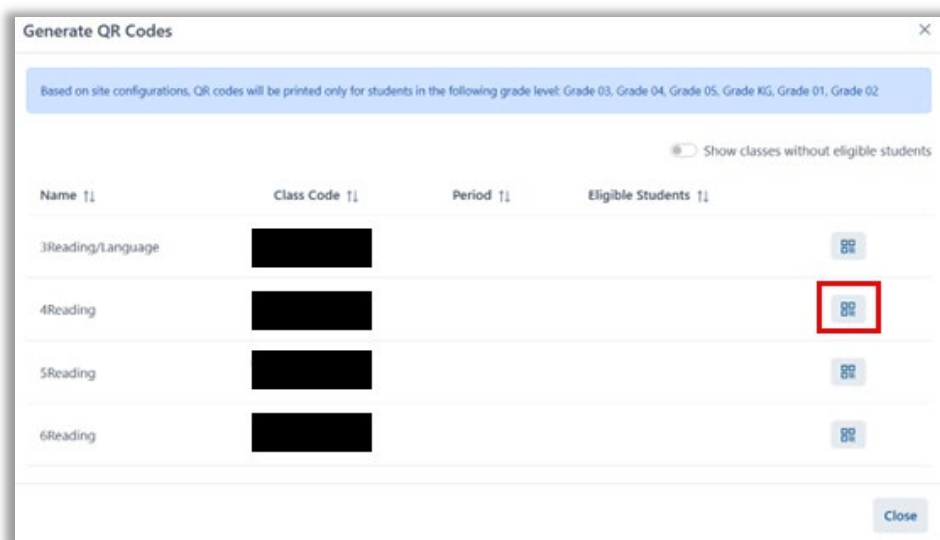 Generate QR Codes
Based on site configurations, QR codes will be printed only for students in the following grade level: Grade 03, Grade 04, Grade 05, Grade KG, Grade 01, Grade 02
Show classes without eligible students
Name Class Code Period Eligible Students
3Reading/Language
4Reading
5Reading
6Reading
Close